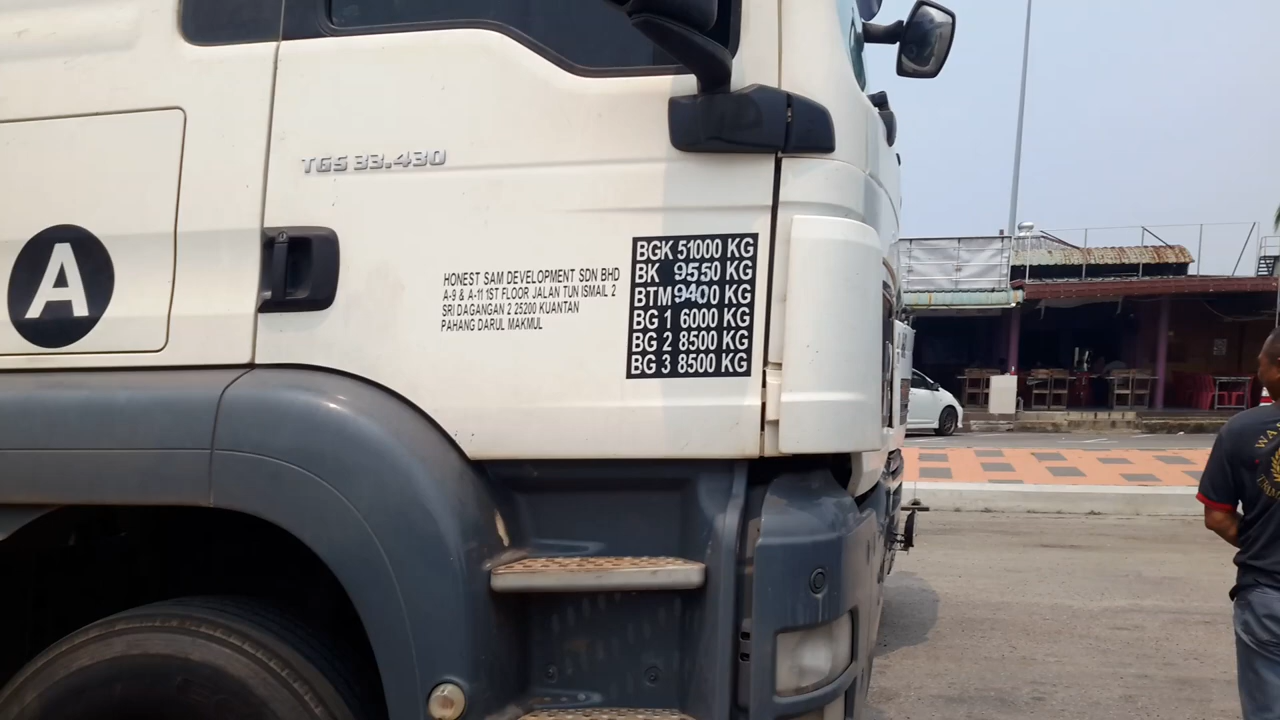 TGS 33.430
A
HONEST SAM DEVELOPMENT SDN BHD
A-9 & A-11 1ST FLOOR JALAN TUN ISMAIL 2
SRI DAGANGAN 2 25200 KUANTAN
PAHANG DARUL MAKMUL
BGK 51000 KG
BK 9550 KG
BTM 9400 KG
BG 1 6000 KG
BG 2 8500 KG
BG 3 8500 KG